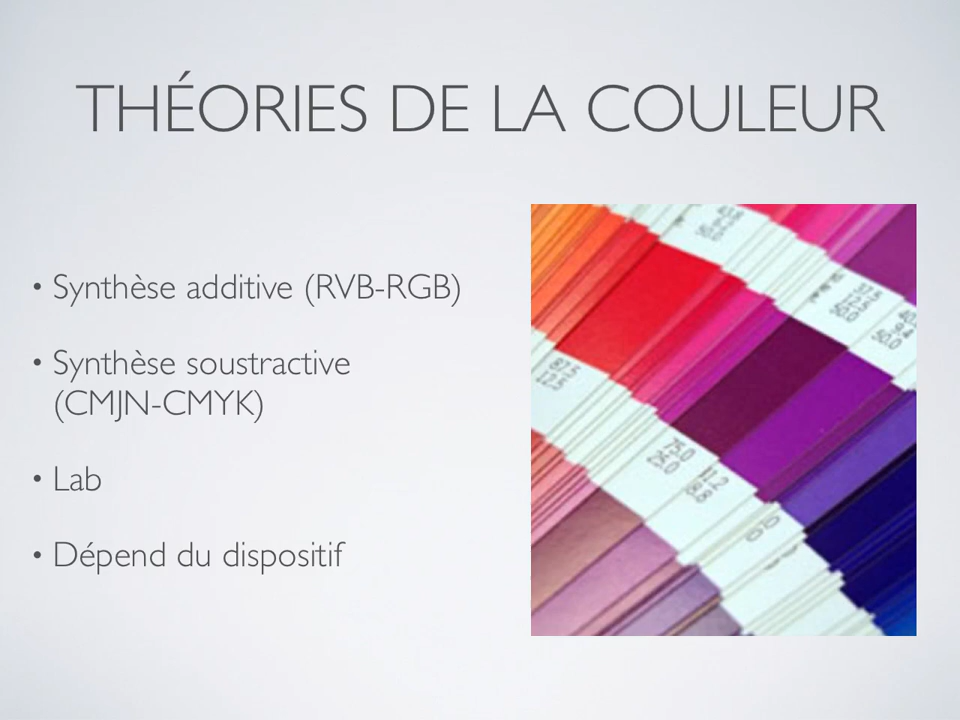 THÉORIES DE LA COULEUR
• Synthèse additive (RVB-RGB)
• Synthèse soustractive
(CMJN-CMYK)
• Lab
• Dépend du dispositif